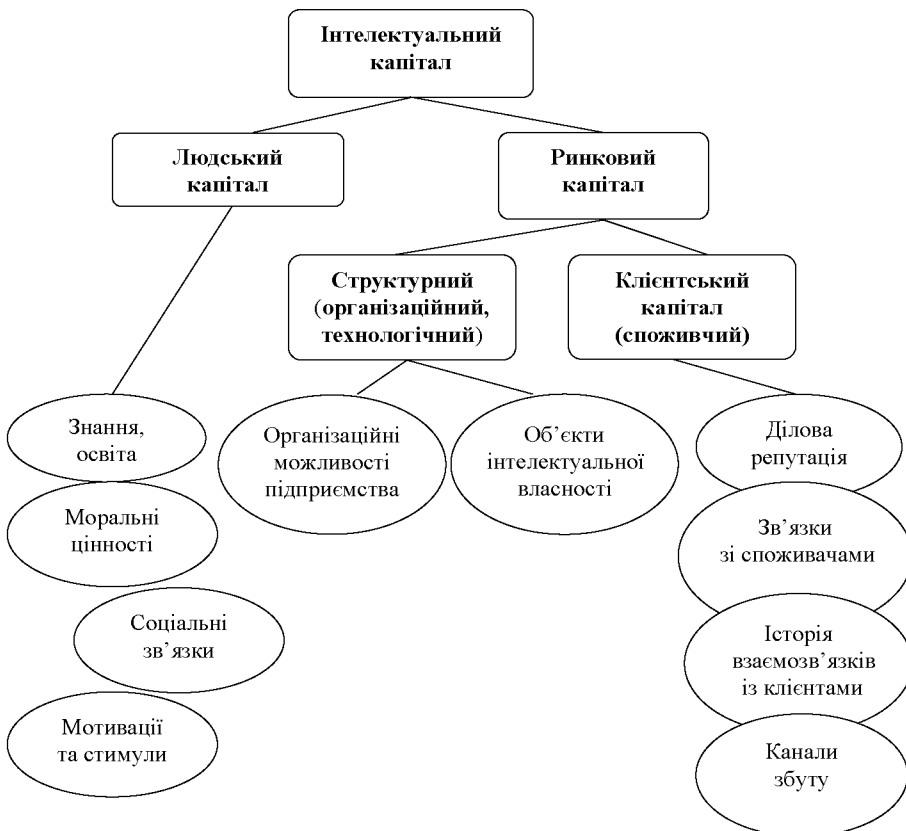 Інтелектуальний
капітал
Людський
капітал
Ринковий
капітал
Структурний
(організаційний,
технологічний)
Клієнтський
капітал
(споживчий)
Знання,
освіта
Моральні
цінності
Соціальні
зв’язки
Мотивації
та стимули
Організаційні
можливості
підприємства
Об’єкти
інтелектуальної
власності
Ділова
репутація
Зв’язки
зі споживачами
Історія
взаємозв’язків
із клієнтами
Канали
збуту